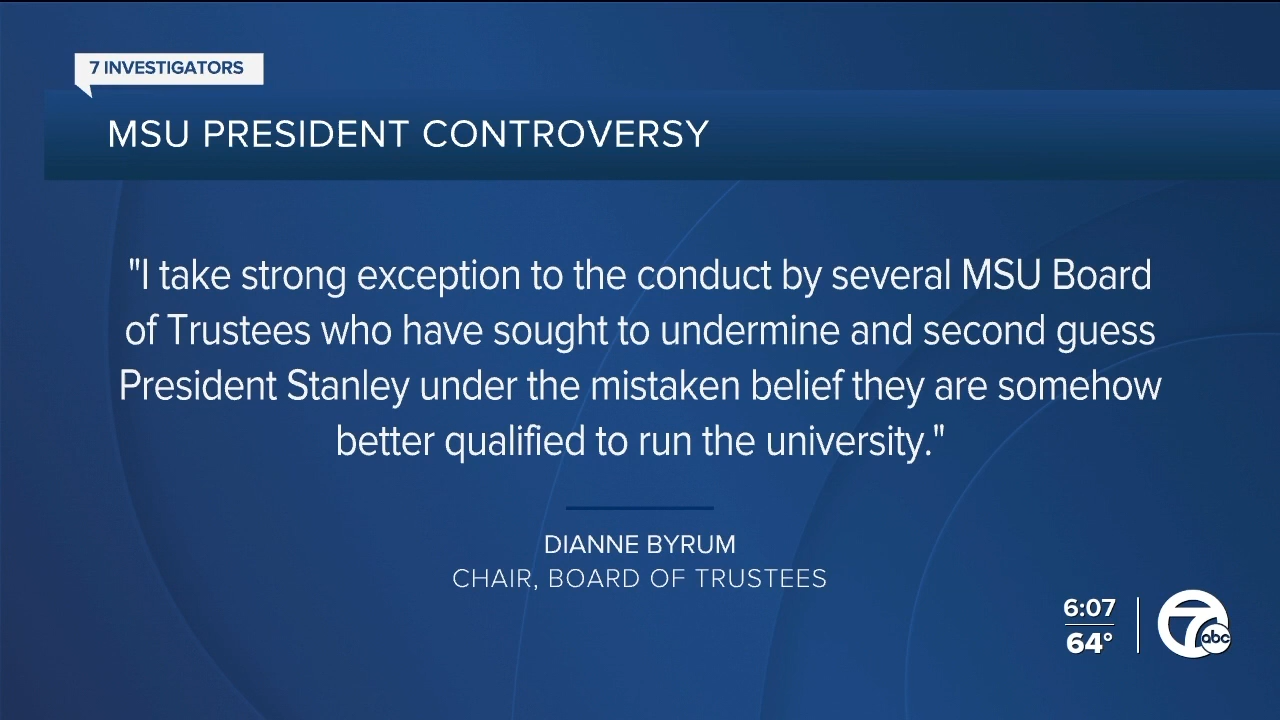 7 INVESTIGATORS
MSU PRESIDENT CONTROVERSY
"I take strong exception to the conduct by several MSU Board
of Trustees who have sought to undermine and second guess
President Stanley under the mistaken belief they are somehow
better qualified to run the university."
DIANNE BYRUM
CHAIR, BOARD OF TRUSTEES
6:07
64°
7 abc